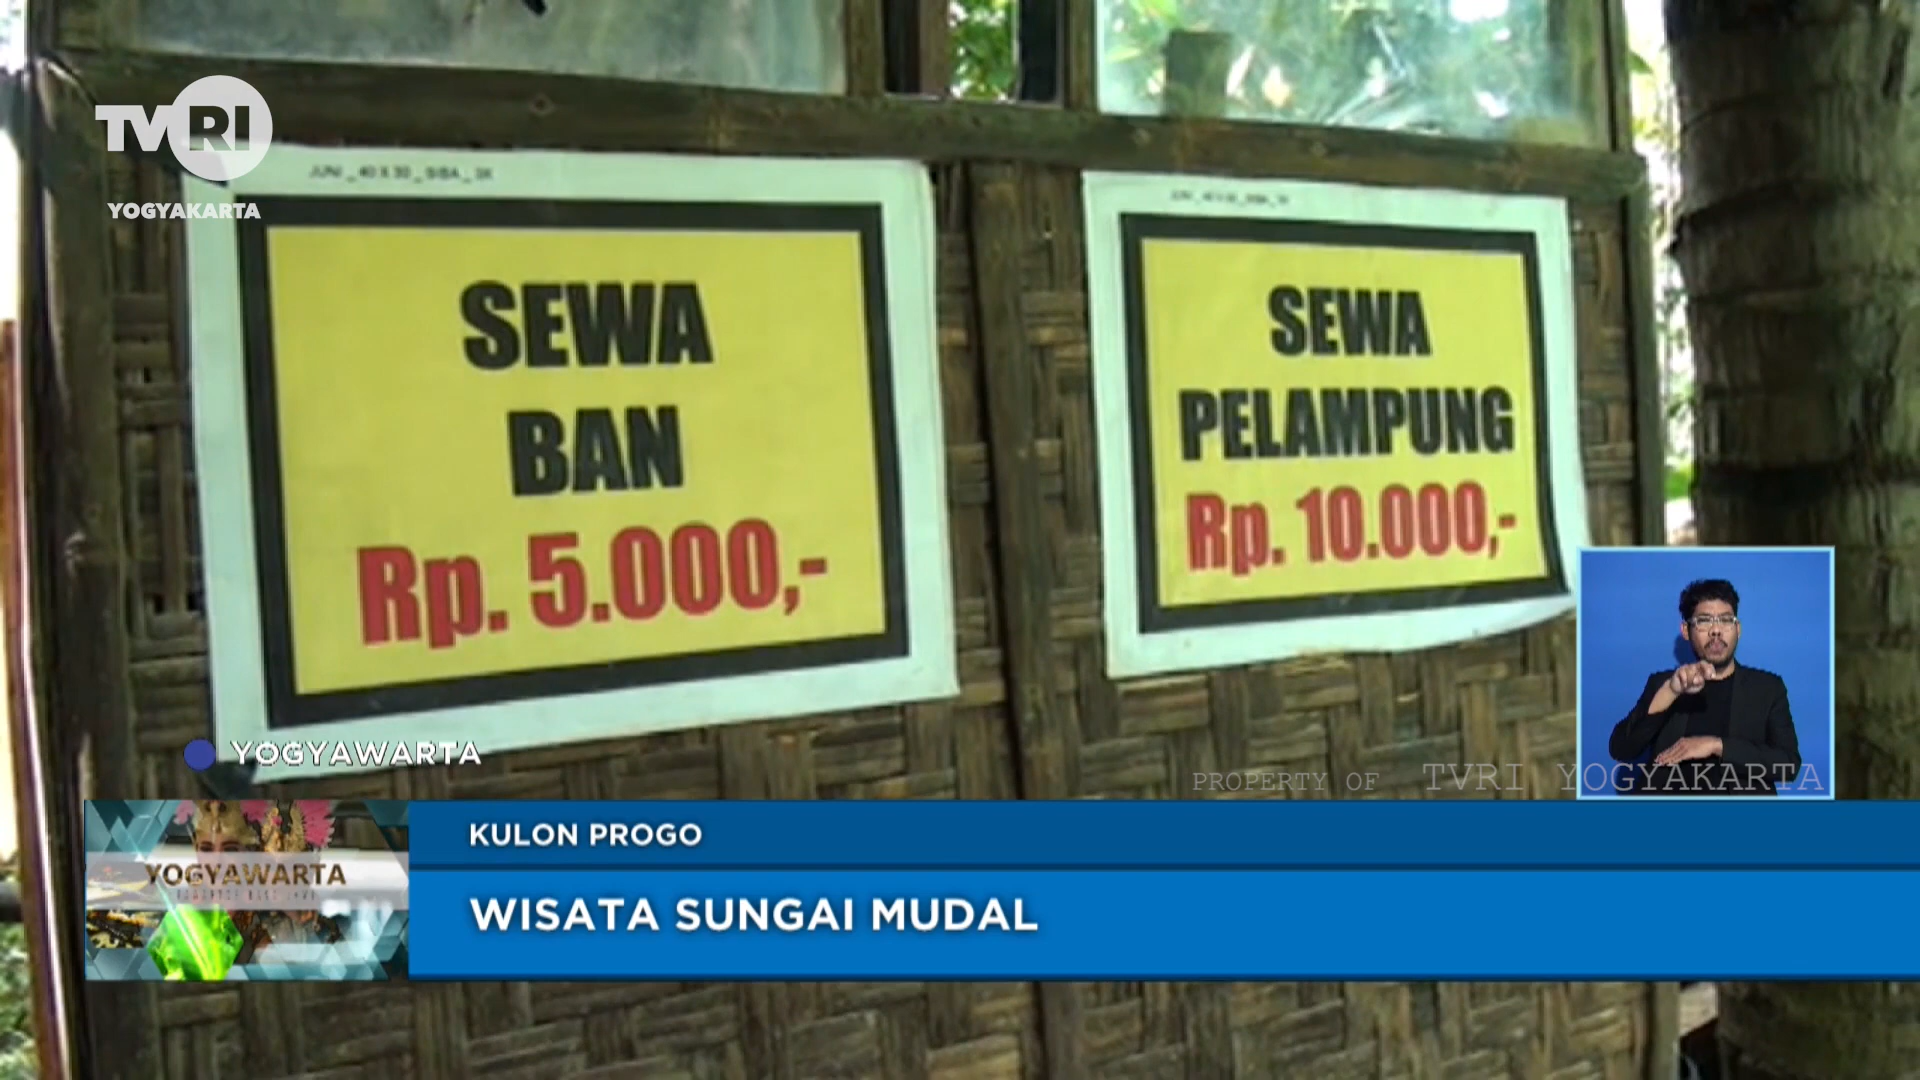 TVRI
YOGYAKARTA
SEWA
BAN
Rp. 5.000,-
SEWA
PELAMPUNG
Rp. 10.000,-
YOGYAWARTA
PROPERTY OF TVRI YOGYAKARTA
YOGYAWARTA
KULON PROGO
WISATA SUNGAI MUDAL